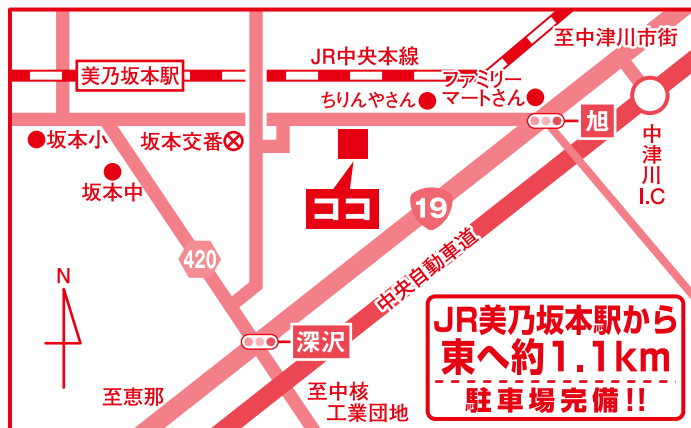 至中津川市街
JR中央本線
美乃坂本駅
ファミリー
マートさん
ちりんやさん
旭
坂本小
坂本交番
中津川I.C
坂本中
ココ
19
420
中央自動車道
N
深沢
JR美乃坂本駅から
東へ約1.1km
駐車場完備!!
至恵那
至中核
工業団地